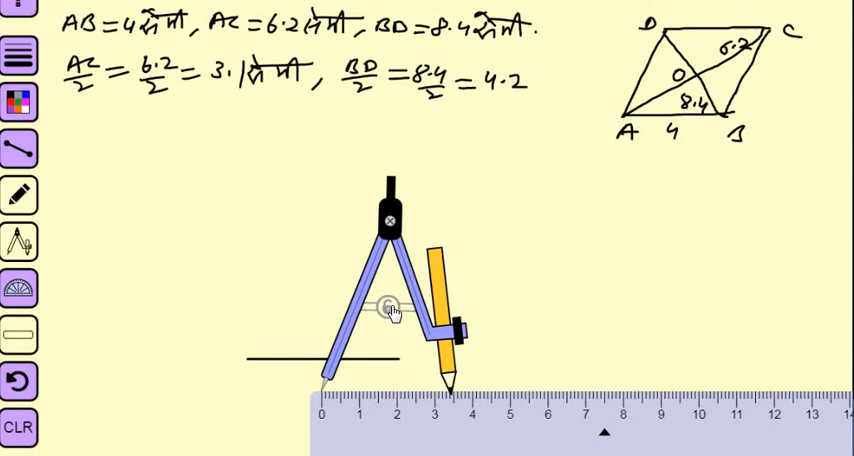 AB = 4 সেমি, AC = 6.2 সেমি, BD = 8.4 সেমি.
AC/2 = 6.2/2 = 3.1 সেমি, BD/2 = 8.4/2 = 4.2
D C
6.2
O
8.4
A 4 B
0 1 2 3 4 5 6 7 8 9 10 11 12 13 14
CLR